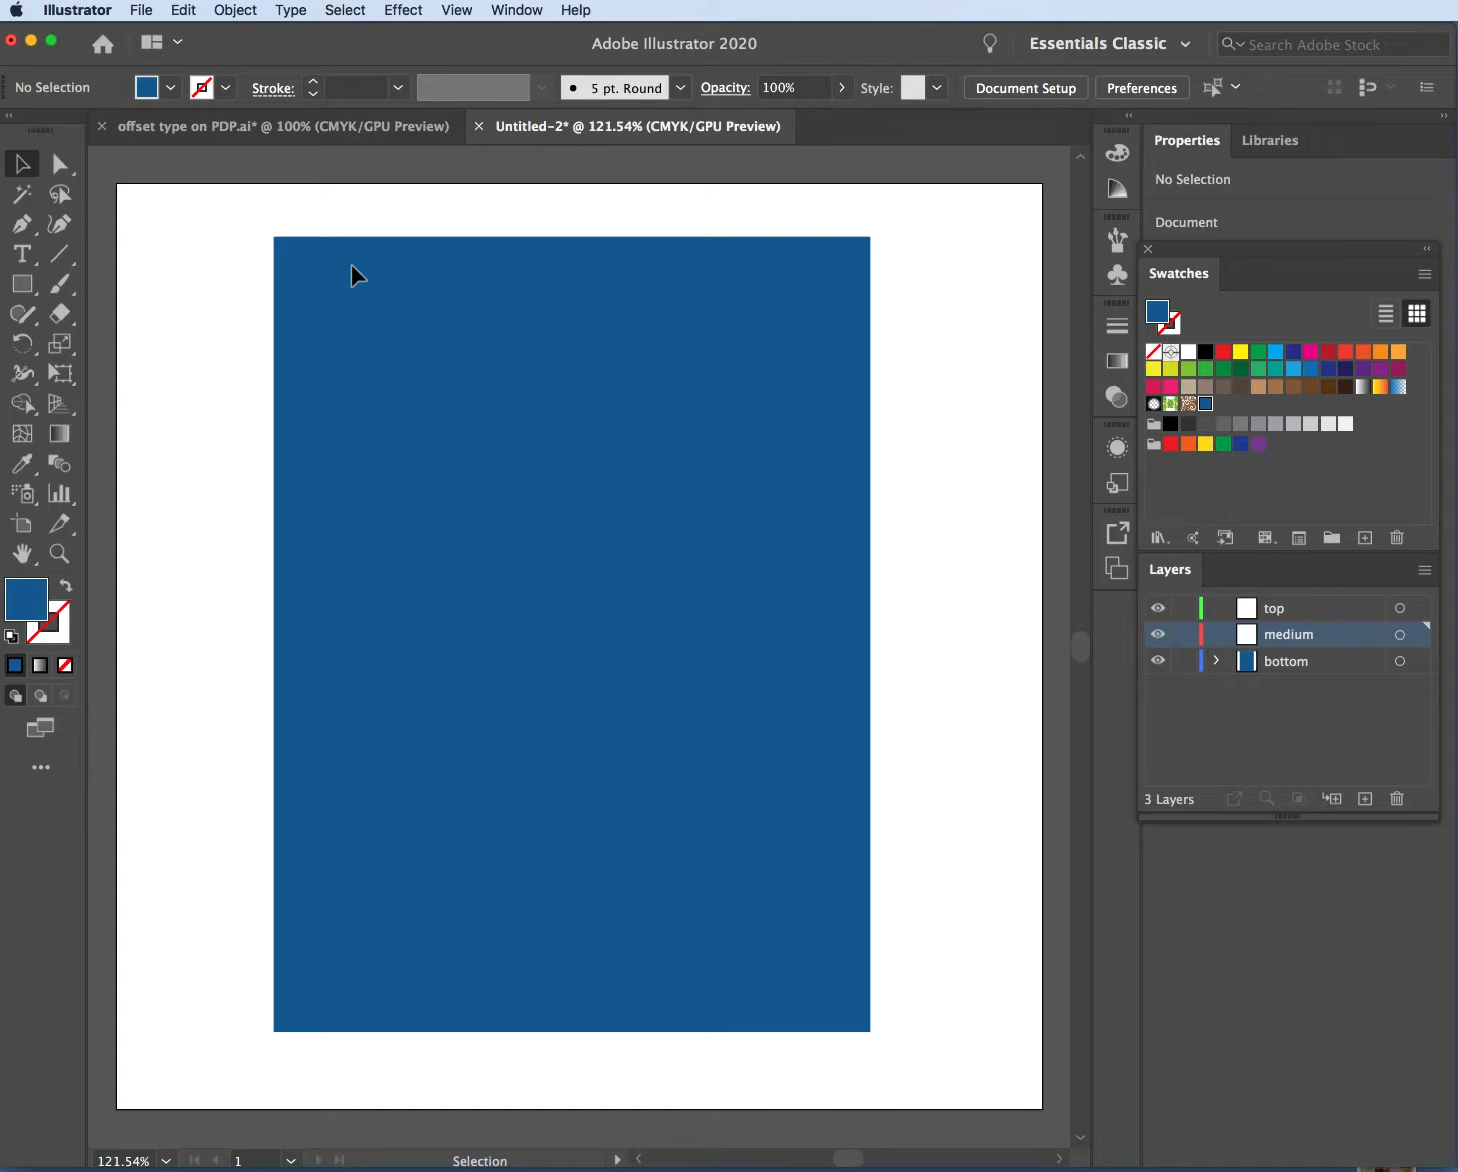 Illustrator File Edit Object Type Select Effect View Window Help
Adobe Illustrator 2020
Essentials Classic
Search Adobe Stock
No Selection
Stroke:
5 pt. Round
Opacity: 100%
Style:
Document Setup
Preferences
offset type on PDP.ai* @ 100% (CMYK/GPU Preview)
Untitled-2* @ 121.54% (CMYK/GPU Preview)
Properties
Libraries
No Selection
Document
Swatches
Layers
top
medium
bottom
3 Layers
121.54%
1
Selection